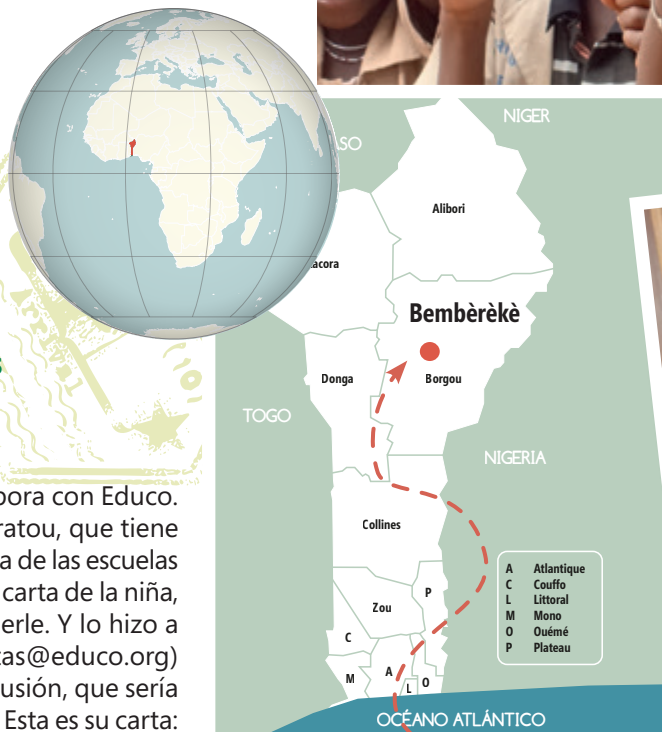 NIGER
ASO
Alibori
acora
Bembèrèkè
Donga
Borgou
TOGO
NIGERIA
Collines
Zou
P
C
M
A
L
O
A Atlantique
C Couffo
L Littoral
M Mono
O Ouémé
P Plateau
OCÉANO ATLÁNTICO
bora con Educo.
ratou, que tiene
a de las escuelas
carta de la niña,
erle. Y lo hizo a
tas@educo.org)
usión, que sería
Esta es su carta: